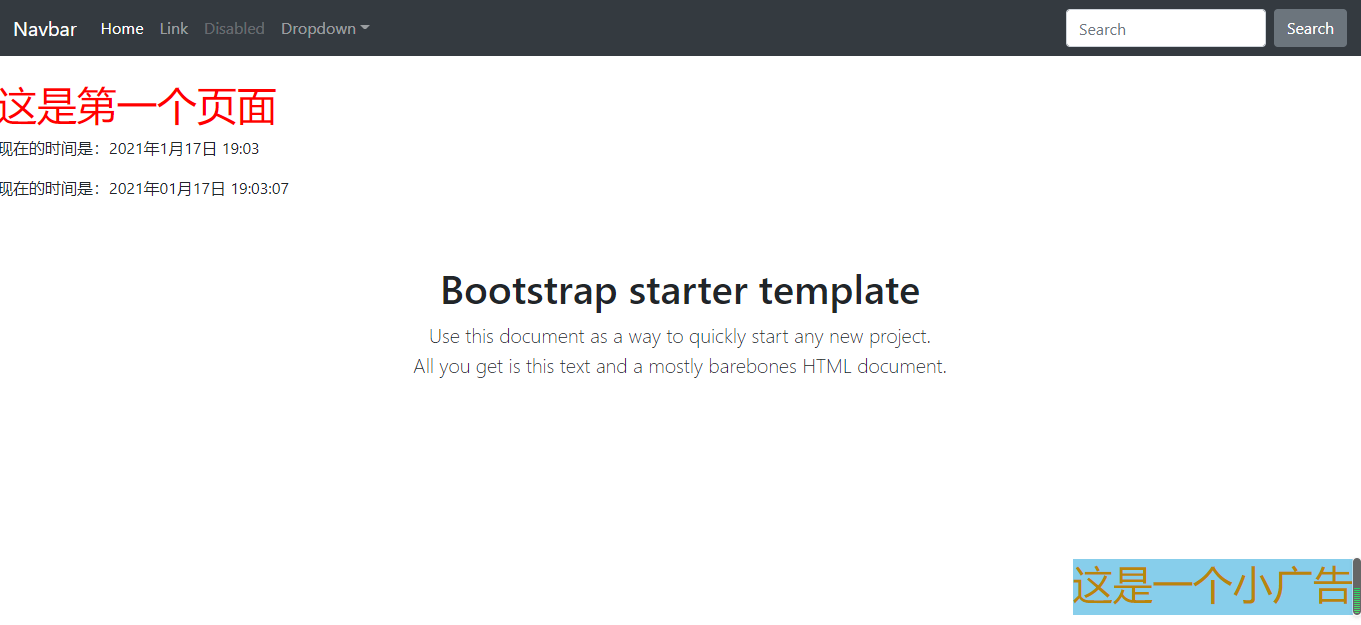 Navbar Home Link Disabled Dropdown Search Search
这是第一个页面
现在的时间是：2021年1月17日 19:03
现在的时间是：2021年01月17日 19:03:07
Bootstrap starter template
Use this document as a way to quickly start any new project.
All you get is this text and a mostly barebones HTML document.
这是一个小广告